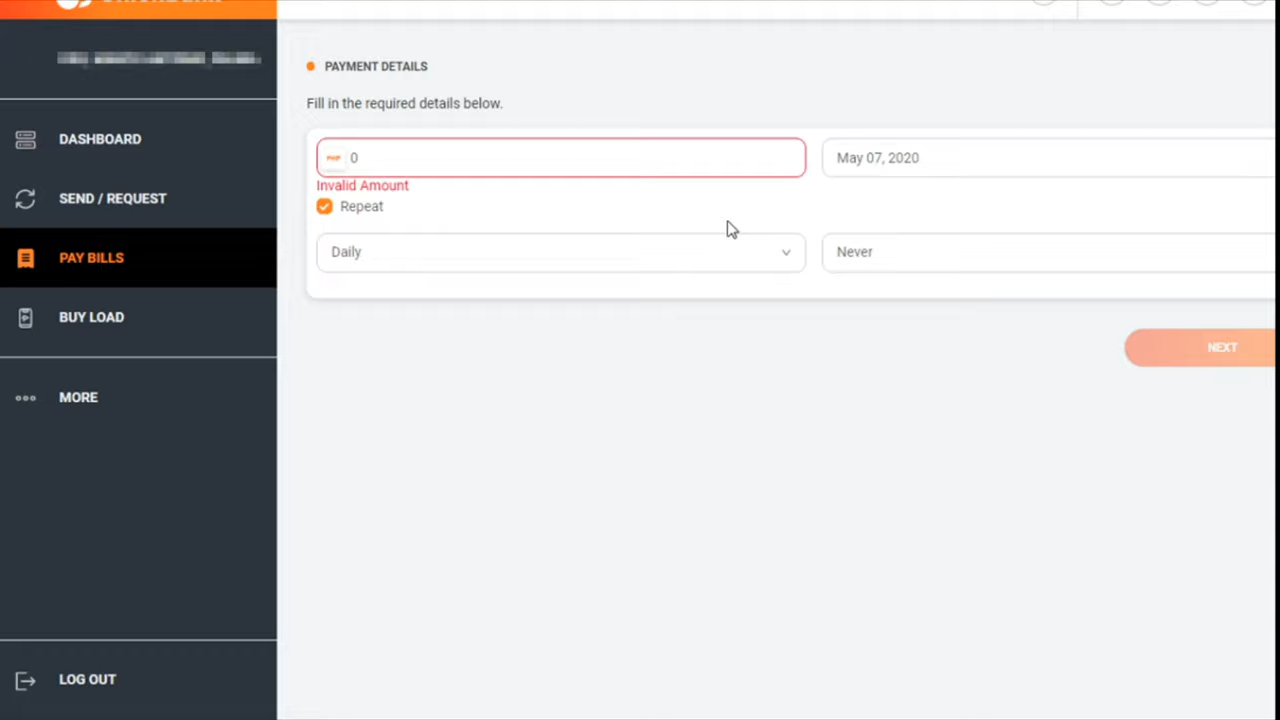 DASHBOARD
SEND / REQUEST
PAY BILLS
BUY LOAD
MORE
LOG OUT
PAYMENT DETAILS
Fill in the required details below.
PHP 0
May 07, 2020
Invalid Amount
Repeat
Daily
Never
NEXT